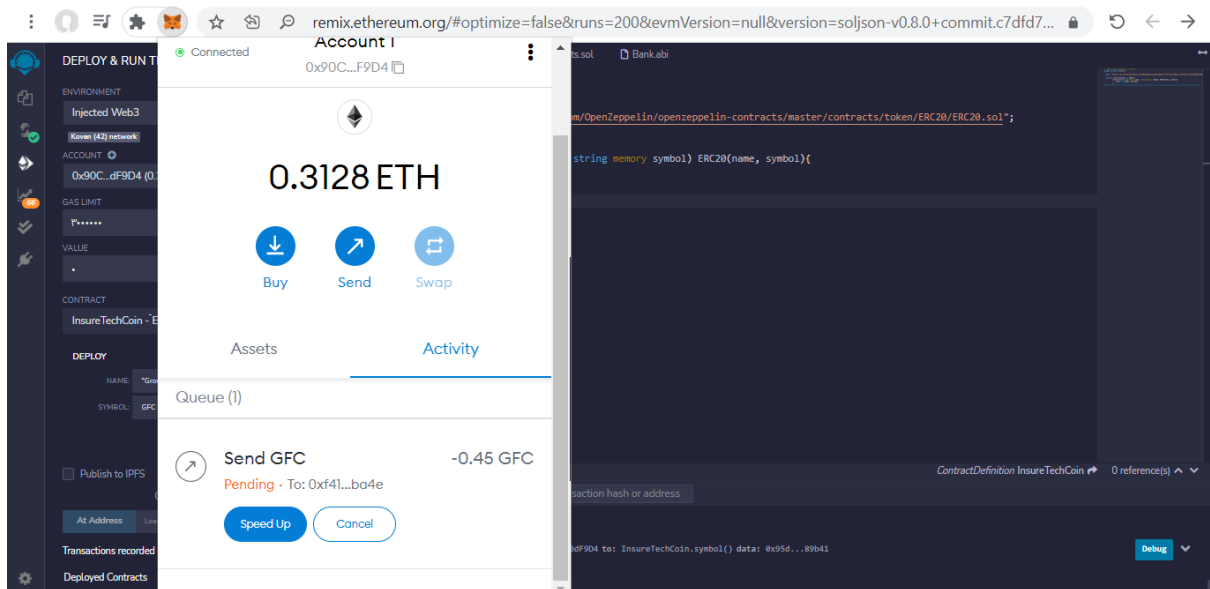 remix.ethereum.org/#optimize=false&runs=200&evmVersion=null&version=soljson-v0.8.0+commit.c7dfd7...
DEPLOY & RUN T
ENVIRONMENT
Injected Web3
Kovan (42) network
ACCOUNT
0x90C...dF9D4 (0.
GAS LIMIT
۳۰۰۰۰۰۰
VALUE
۰
CONTRACT
InsureTechCoin -
DEPLOY
NAME:
SYMBOL: GFC
Publish to IPFS
At Address
Transactions recorded
Deployed Contracts
66
Connected
Account 1
0x90C...F9D4
0.3128 ETH
Buy
Send
Swap
Assets
Activity
Queue (1)
Send GFC
-0.45 GFC
Pending · To: 0xf41...ba4e
Speed Up
Cancel
ts.sol
Bank.abi
m/OpenZeppelin/openzeppelin-contracts/master/contracts/token/ERC20/ERC20.sol";
string memory symbol) ERC20(name, symbol){
ContractDefinition InsureTechCoin
0 reference(s)
saction hash or address
dF9D4 to: InsureTechCoin.symbol() data: 0x95d...89b41
Debug